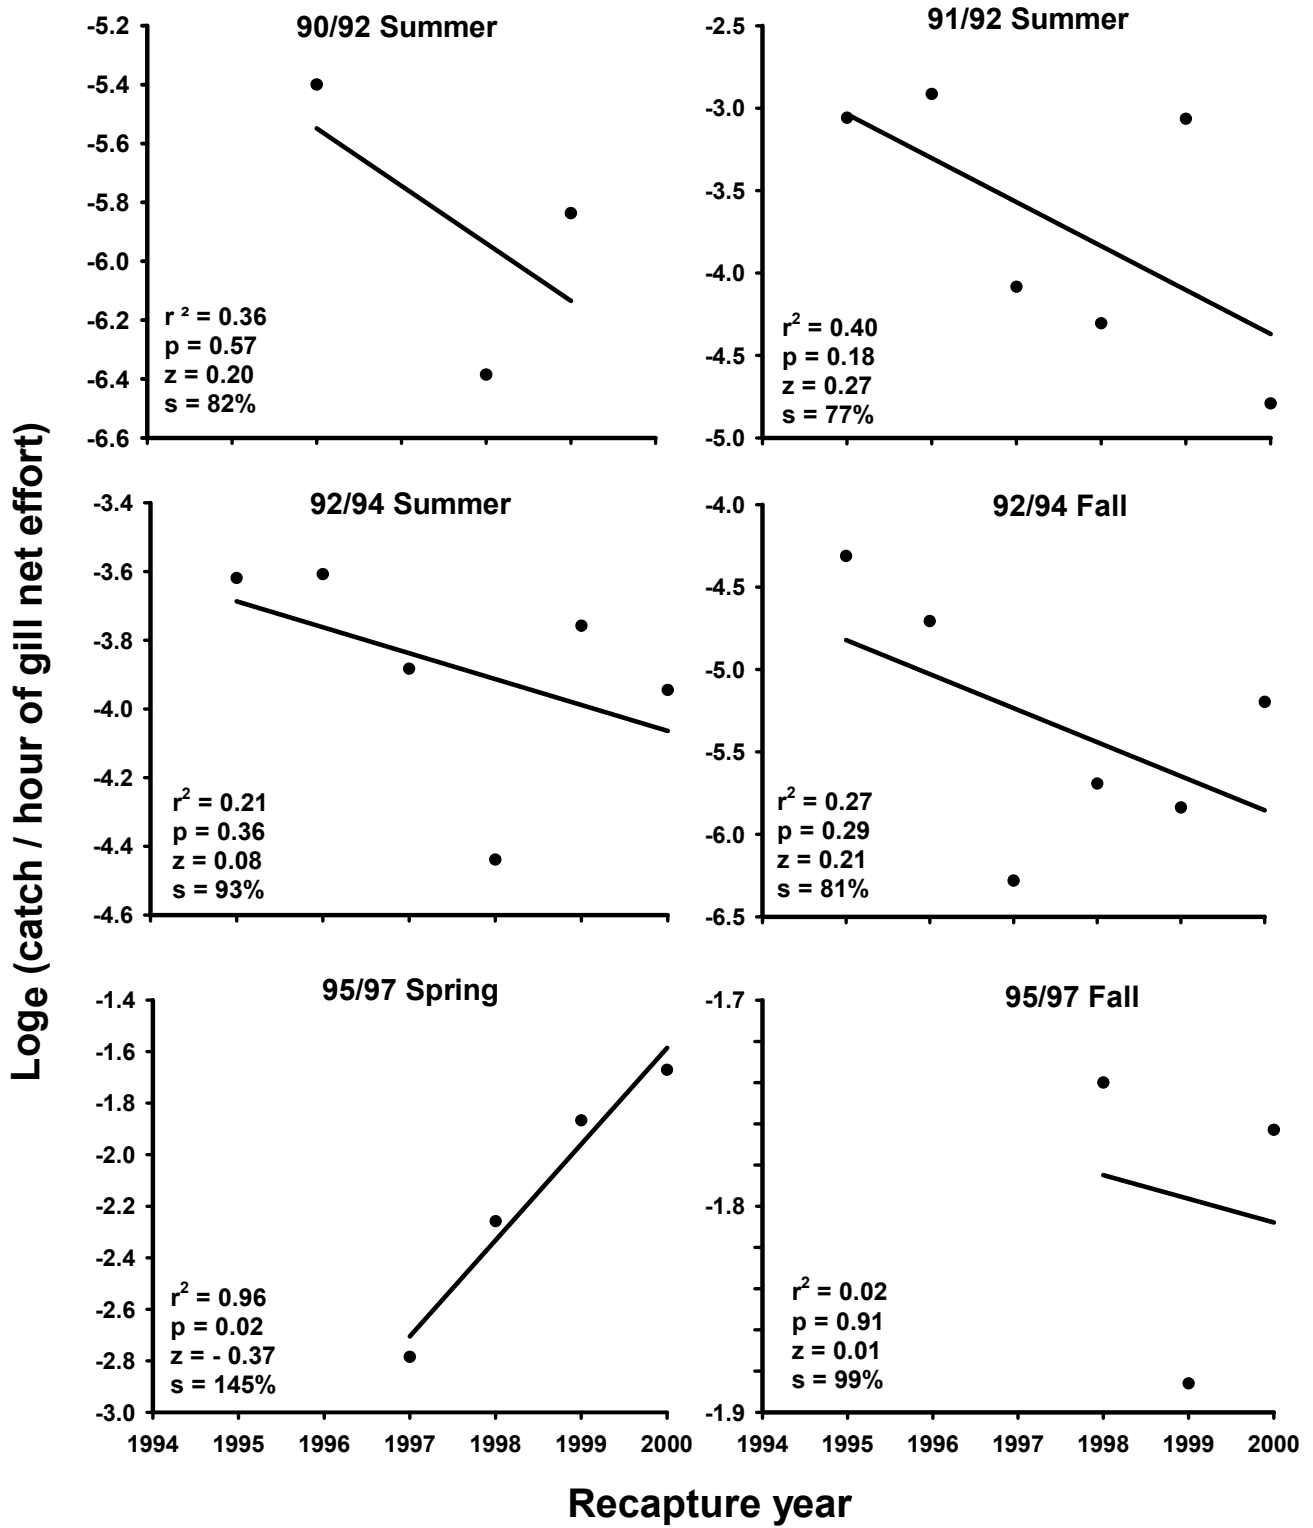 Loge (catch / hour of gill net effort)
90/92 Summer
-5.2
-5.4
-5.6
-5.8
-6.0
-6.2
-6.4
-6.6
r ² = 0.36
p = 0.57
z = 0.20
s = 82%
91/92 Summer
-2.5
-3.0
-3.5
-4.0
-4.5
-5.0
r² = 0.40
p = 0.18
z = 0.27
s = 77%
92/94 Summer
-3.4
-3.6
-3.8
-4.0
-4.2
-4.4
-4.6
r² = 0.21
p = 0.36
z = 0.08
s = 93%
92/94 Fall
-4.0
-4.5
-5.0
-5.5
-6.0
-6.5
r² = 0.27
p = 0.29
z = 0.21
s = 81%
95/97 Spring
-1.4
-1.6
-1.8
-2.0
-2.2
-2.4
-2.6
-2.8
-3.0
r² = 0.96
p = 0.02
z = - 0.37
s = 145%
1994 1995 1996 1997 1998 1999 2000
95/97 Fall
-1.7
-1.8
-1.9
r² = 0.02
p = 0.91
z = 0.01
s = 99%
1994 1995 1996 1997 1998 1999 2000
Recapture year